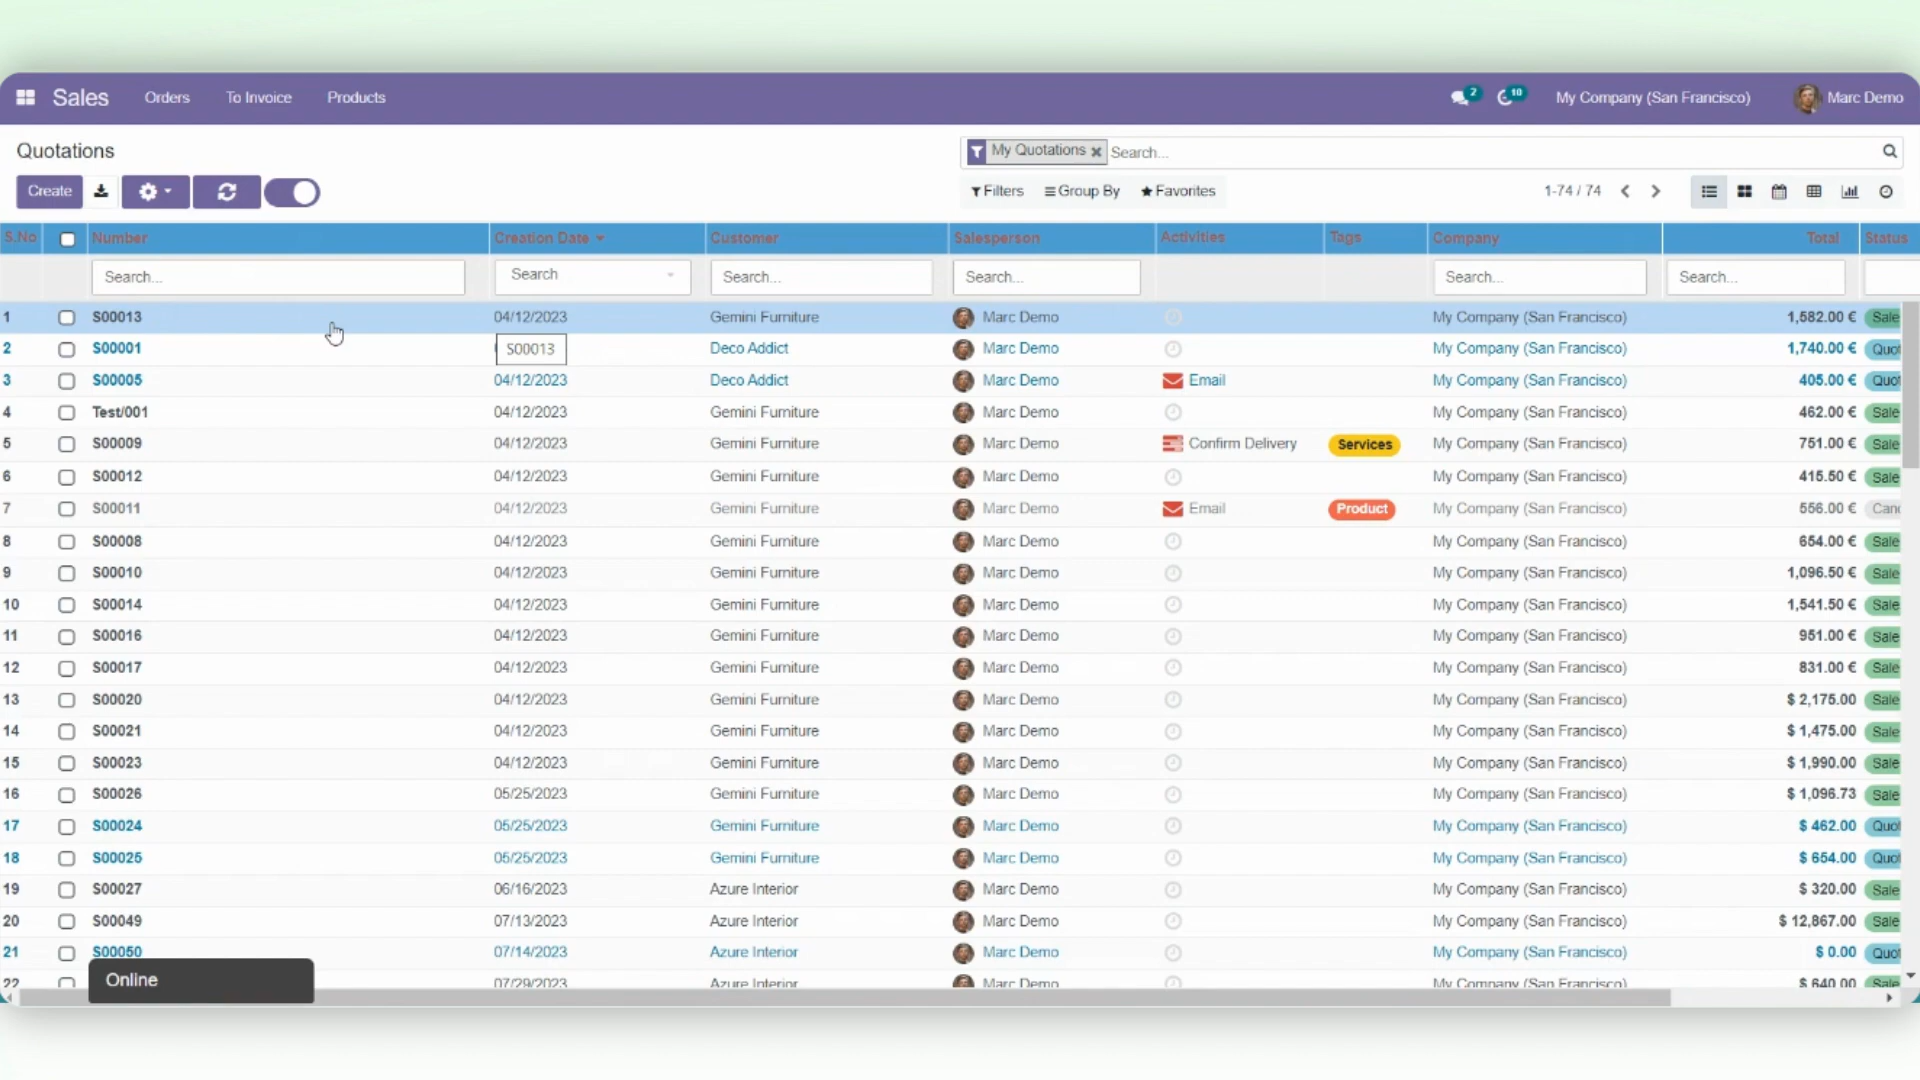 Sales Orders To Invoice Products 2 10 My Company (San Francisco) Marc Demo
Quotations My Quotations Search...
Create Filters Group By Favorites 1-74 / 74
S.No Number Creation Date Customer Salesperson Activities Tags Company Total Status
Search... Search Search... Search... Search... Search...
1 S00013 04/12/2023 Gemini Furniture Marc Demo My Company (San Francisco) 1,582.00 € Sale
2 S00001 S00013 Deco Addict Marc Demo My Company (San Francisco) 1,740.00 € Quot
3 S00005 04/12/2023 Deco Addict Marc Demo Email My Company (San Francisco) 405.00 € Quot
4 Test/001 04/12/2023 Gemini Furniture Marc Demo My Company (San Francisco) 462.00 € Sale
5 S00009 04/12/2023 Gemini Furniture Marc Demo Confirm Delivery Services My Company (San Francisco) 751.00 € Sale
6 S00012 04/12/2023 Gemini Furniture Marc Demo My Company (San Francisco) 415.50 € Sale
7 S00011 04/12/2023 Gemini Furniture Marc Demo Email Product My Company (San Francisco) 556.00 € Canc
8 S00008 04/12/2023 Gemini Furniture Marc Demo My Company (San Francisco) 654.00 € Sale
9 S00010 04/12/2023 Gemini Furniture Marc Demo My Company (San Francisco) 1,096.50 € Sale
10 S00014 04/12/2023 Gemini Furniture Marc Demo My Company (San Francisco) 1,541.50 € Sale
11 S00016 04/12/2023 Gemini Furniture Marc Demo My Company (San Francisco) 951.00 € Sale
12 S00017 04/12/2023 Gemini Furniture Marc Demo My Company (San Francisco) 831.00 € Sale
13 S00020 04/12/2023 Gemini Furniture Marc Demo My Company (San Francisco) $ 2,175.00 Sale
14 S00021 04/12/2023 Gemini Furniture Marc Demo My Company (San Francisco) $ 1,475.00 Sale
15 S00023 04/12/2023 Gemini Furniture Marc Demo My Company (San Francisco) $ 1,990.00 Sale
16 S00026 05/25/2023 Gemini Furniture Marc Demo My Company (San Francisco) $ 1,096.73 Sale
17 S00024 05/25/2023 Gemini Furniture Marc Demo My Company (San Francisco) $ 462.00 Quot
18 S00025 05/25/2023 Gemini Furniture Marc Demo My Company (San Francisco) $ 654.00 Quot
19 S00027 06/16/2023 Azure Interior Marc Demo My Company (San Francisco) $ 320.00 Sale
20 S00049 07/13/2023 Azure Interior Marc Demo My Company (San Francisco) $ 12,867.00 Sale
21 S00050 07/14/2023 Azure Interior Marc Demo My Company (San Francisco) $ 0.00 Quot
22 07/29/2023 Azure Interior Marc Demo My Company (San Francisco) $ 640.00 Sale
Online